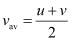 v_av = (u + v)/2